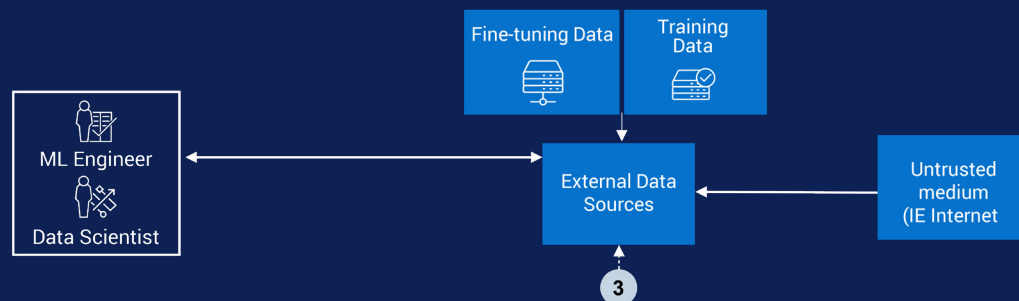 Fine-tuning Data
Training
Data
ML Engineer
Data Scientist
External Data
Sources
Untrusted
medium
(IE Internet
3